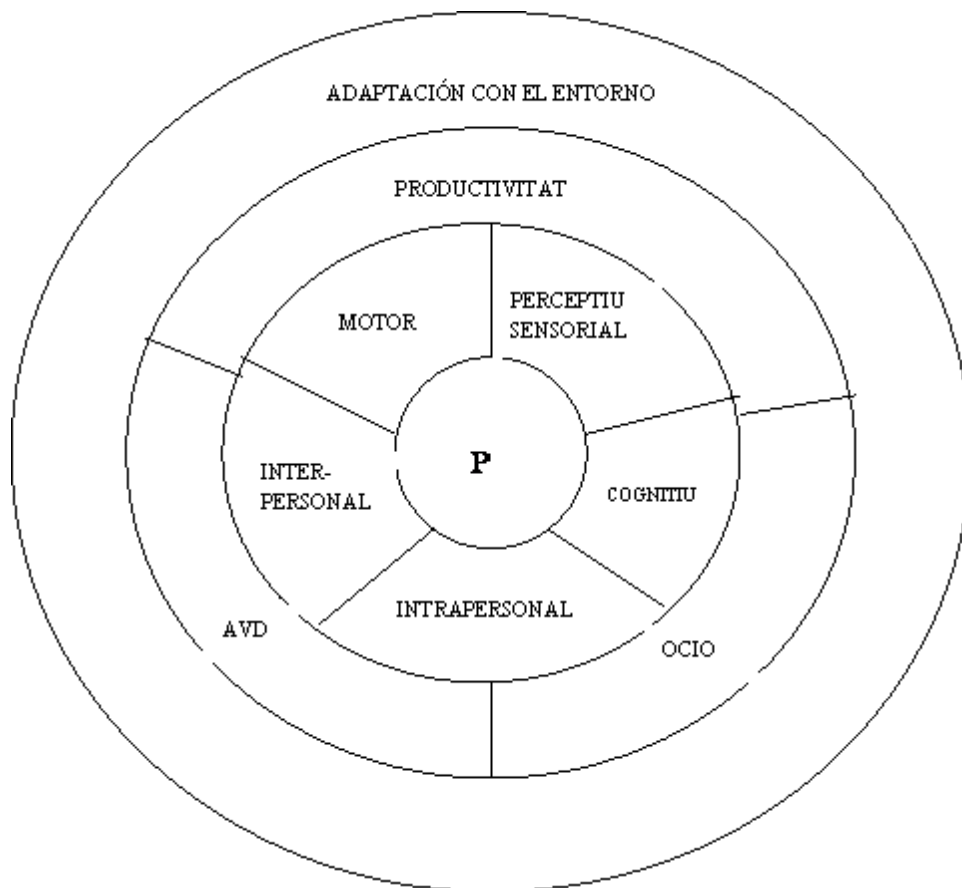 ADAPTACIÓN CON EL ENTORNO
PRODUCTIVITAT
MOTOR
PERCEPTIU
SENSORIAL
P
INTER-
PERSONAL
COGNITIU
INTRAPERSONAL
AVD
OCIO